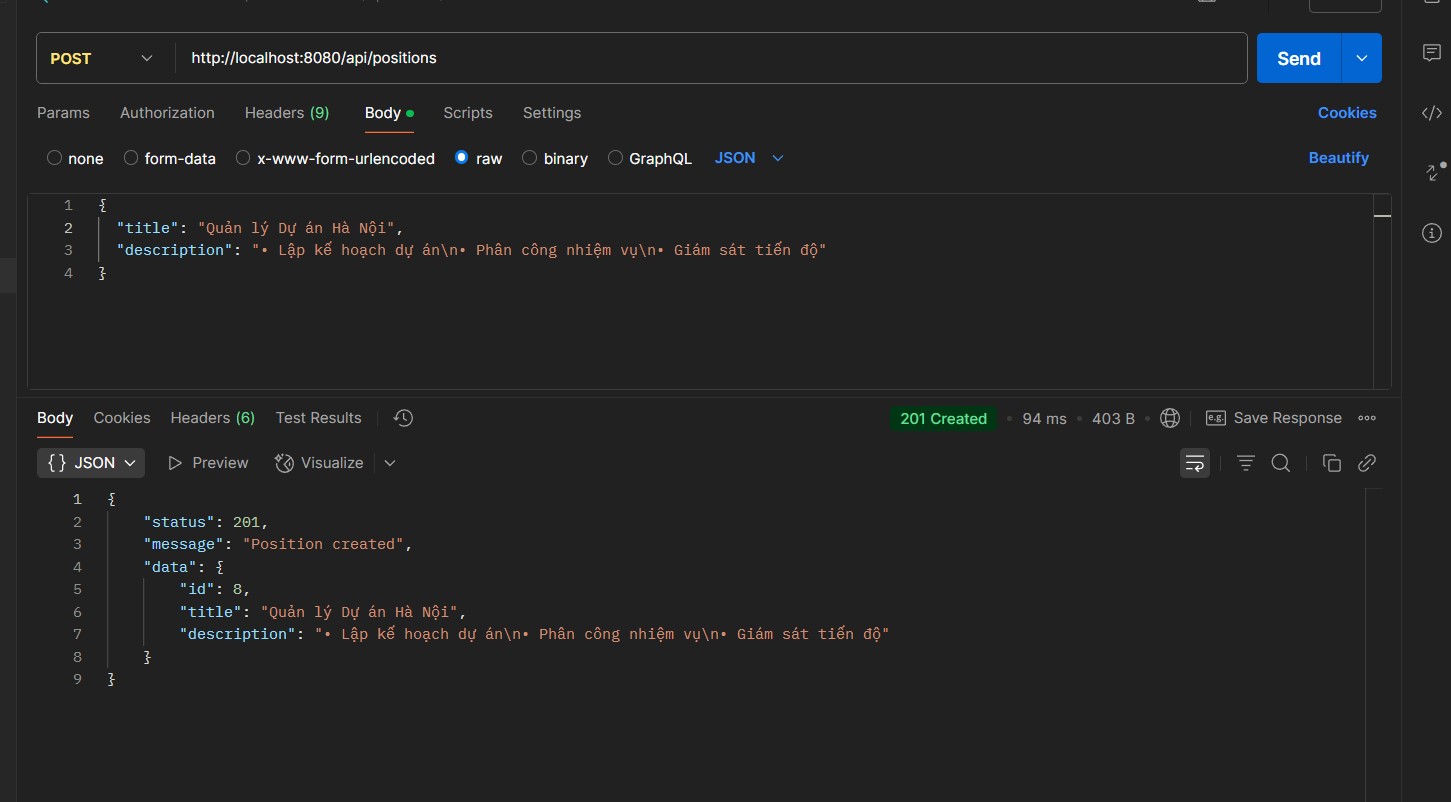 POST http://localhost:8080/api/positions Send
Params Authorization Headers (9) Body Scripts Settings Cookies
none form-data x-www-form-urlencoded raw binary GraphQL JSON Beautify
1 {
2 "title": "Quản lý Dự án Hà Nội",
3 "description": "• Lập kế hoạch dự án\n• Phân công nhiệm vụ\n• Giám sát tiến độ"
4 }
Body Cookies Headers (6) Test Results 201 Created • 94 ms • 403 B • e.g. Save Response
{} JSON Preview Visualize
1 {
2 "status": 201,
3 "message": "Position created",
4 "data": {
5 "id": 8,
6 "title": "Quản lý Dự án Hà Nội",
7 "description": "• Lập kế hoạch dự án\n• Phân công nhiệm vụ\n• Giám sát tiến độ"
8 }
9 }